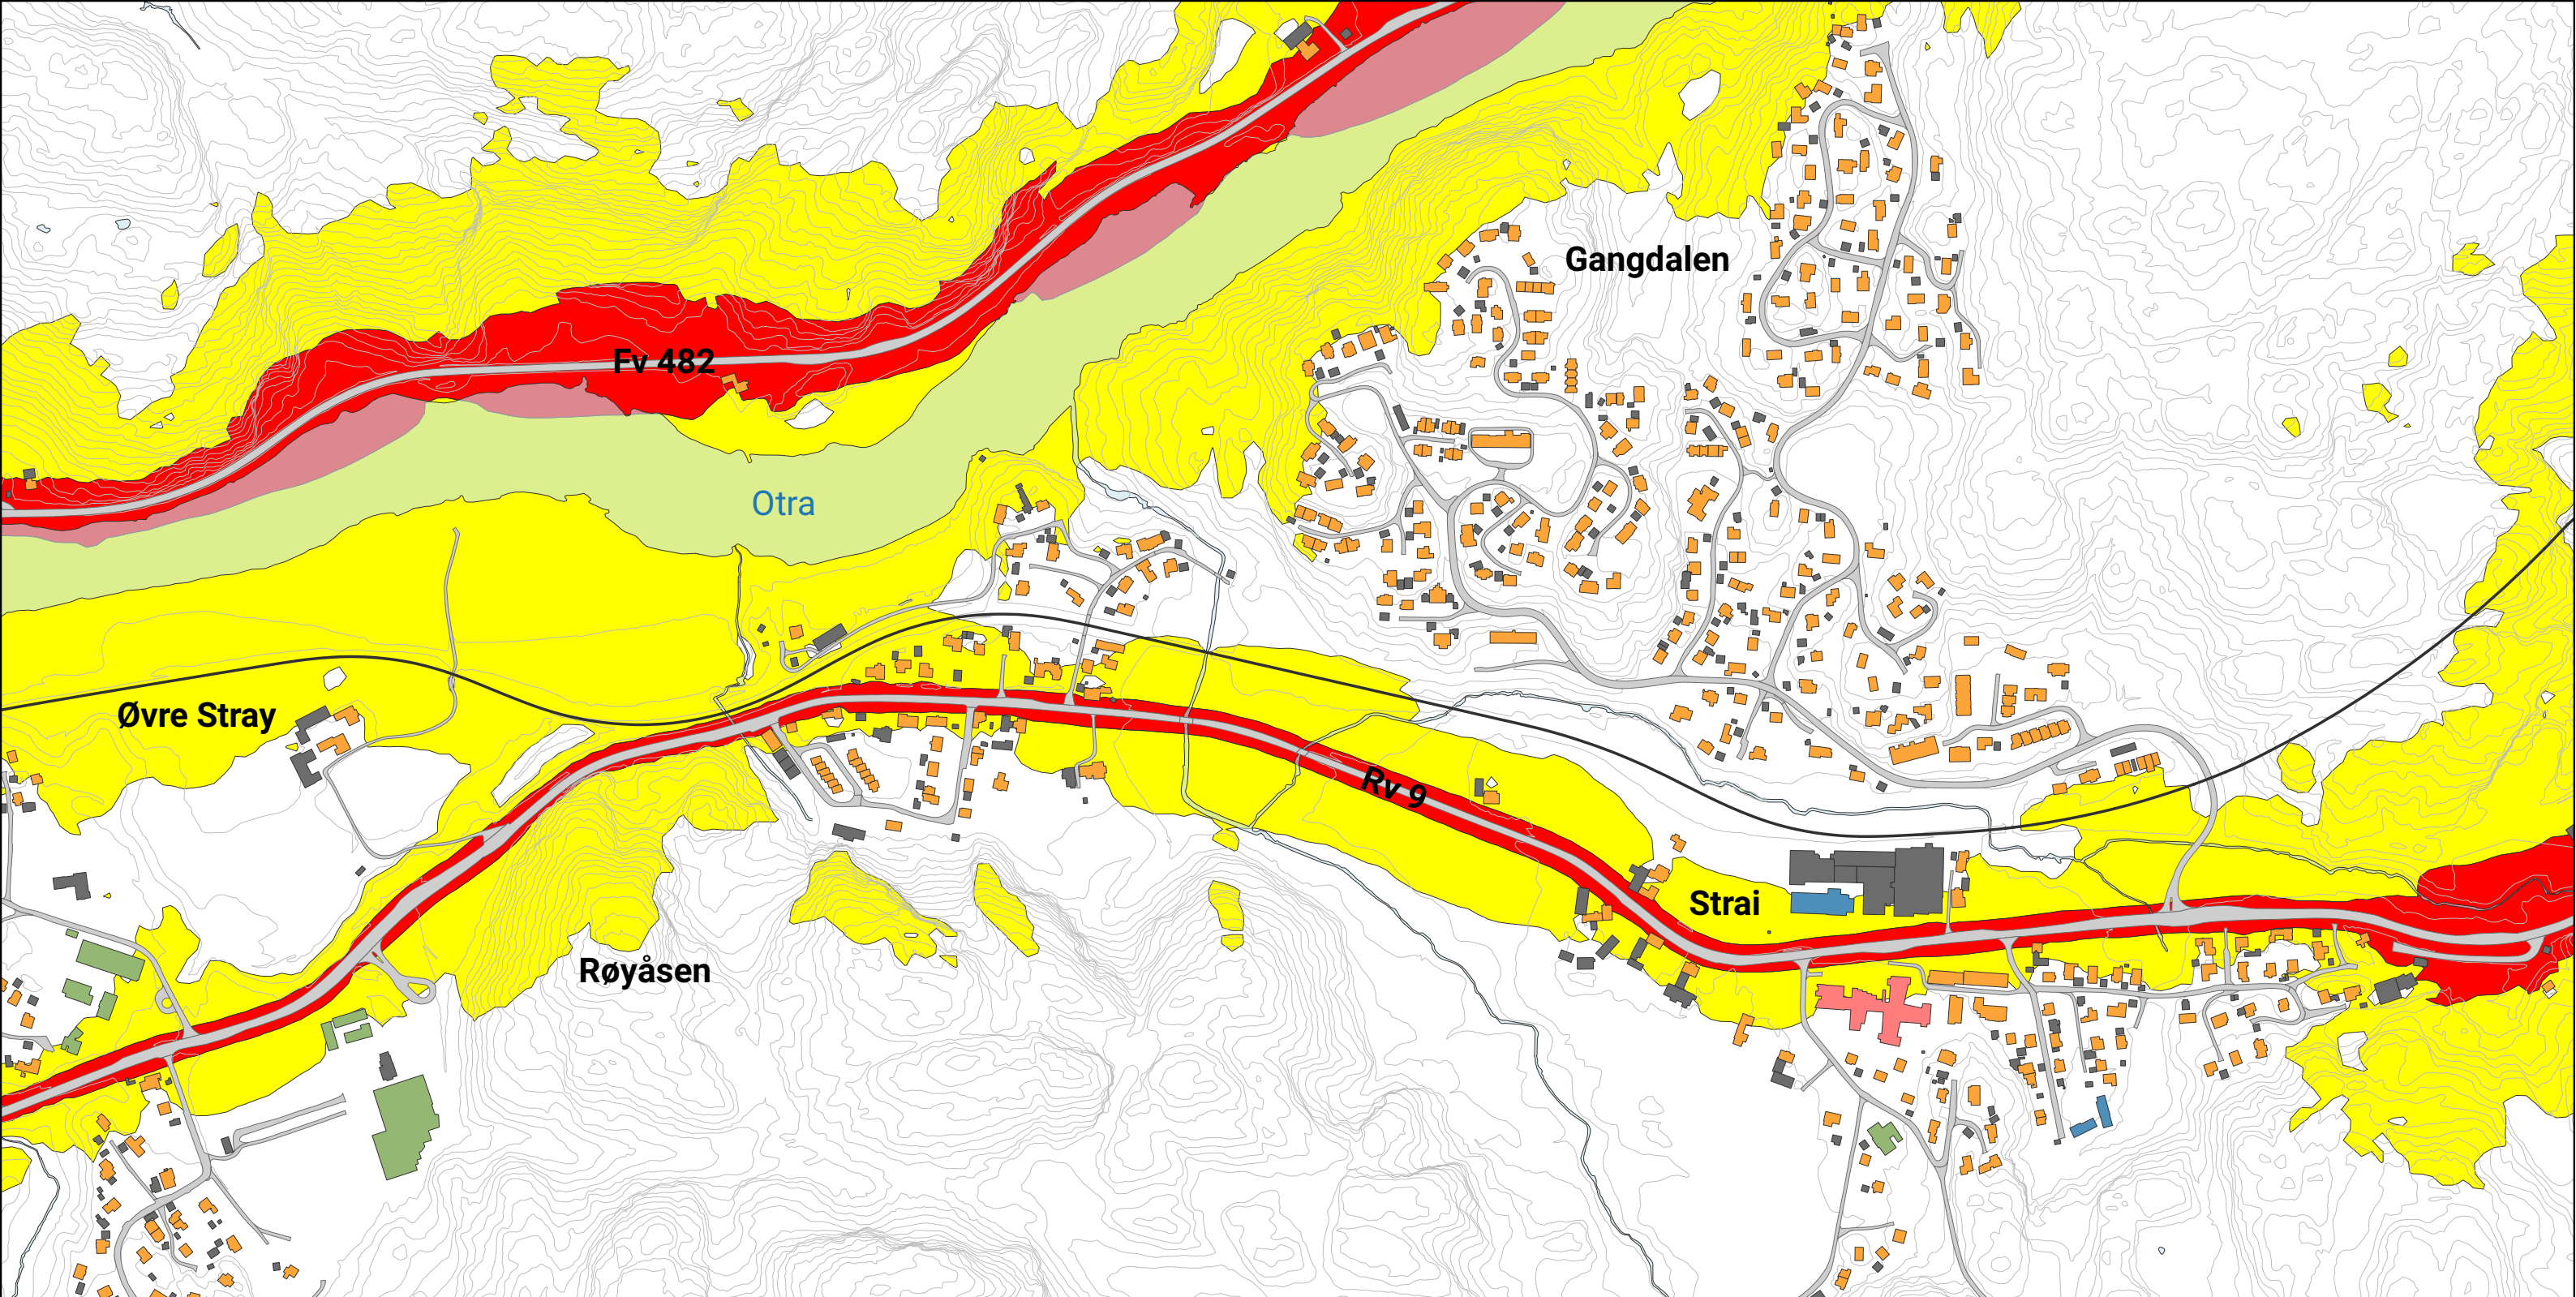 Gangdalen
Fv 482
Otra
Øvre Stray
Rv 9
Strai
Røyåsen